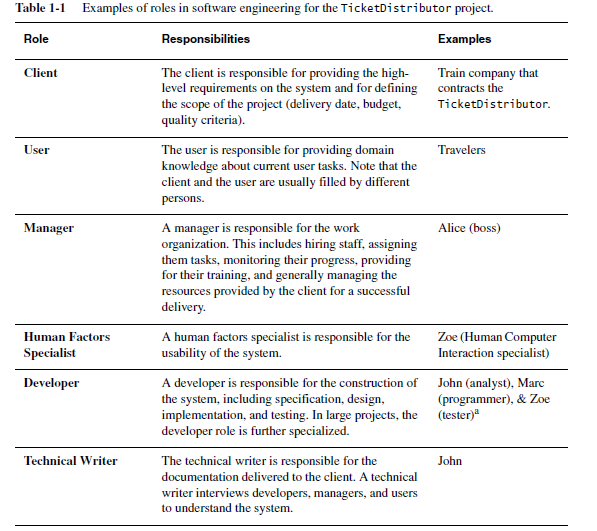 Table 1-1 Examples of roles in software engineering for the TicketDistributor project.
Role Responsibilities Examples
Client The client is responsible for providing the high- Train company that
level requirements on the system and for defining contracts the
the scope of the project (delivery date, budget, TicketDistributor.
quality criteria).
User The user is responsible for providing domain Travelers
knowledge about current user tasks. Note that the
client and the user are usually filled by different
persons.
Manager A manager is responsible for the work Alice (boss)
organization. This includes hiring staff, assigning
them tasks, monitoring their progress, providing
for their training, and generally managing the
resources provided by the client for a successful
delivery.
Human Factors A human factors specialist is responsible for the Zoe (Human Computer
Specialist usability of the system. Interaction specialist)
Developer A developer is responsible for the construction of John (analyst), Marc
the system, including specification, design, (programmer), & Zoe
implementation, and testing. In large projects, the (tester)a
developer role is further specialized.
Technical Writer The technical writer is responsible for the John
documentation delivered to the client. A technical
writer interviews developers, managers, and users
to understand the system.